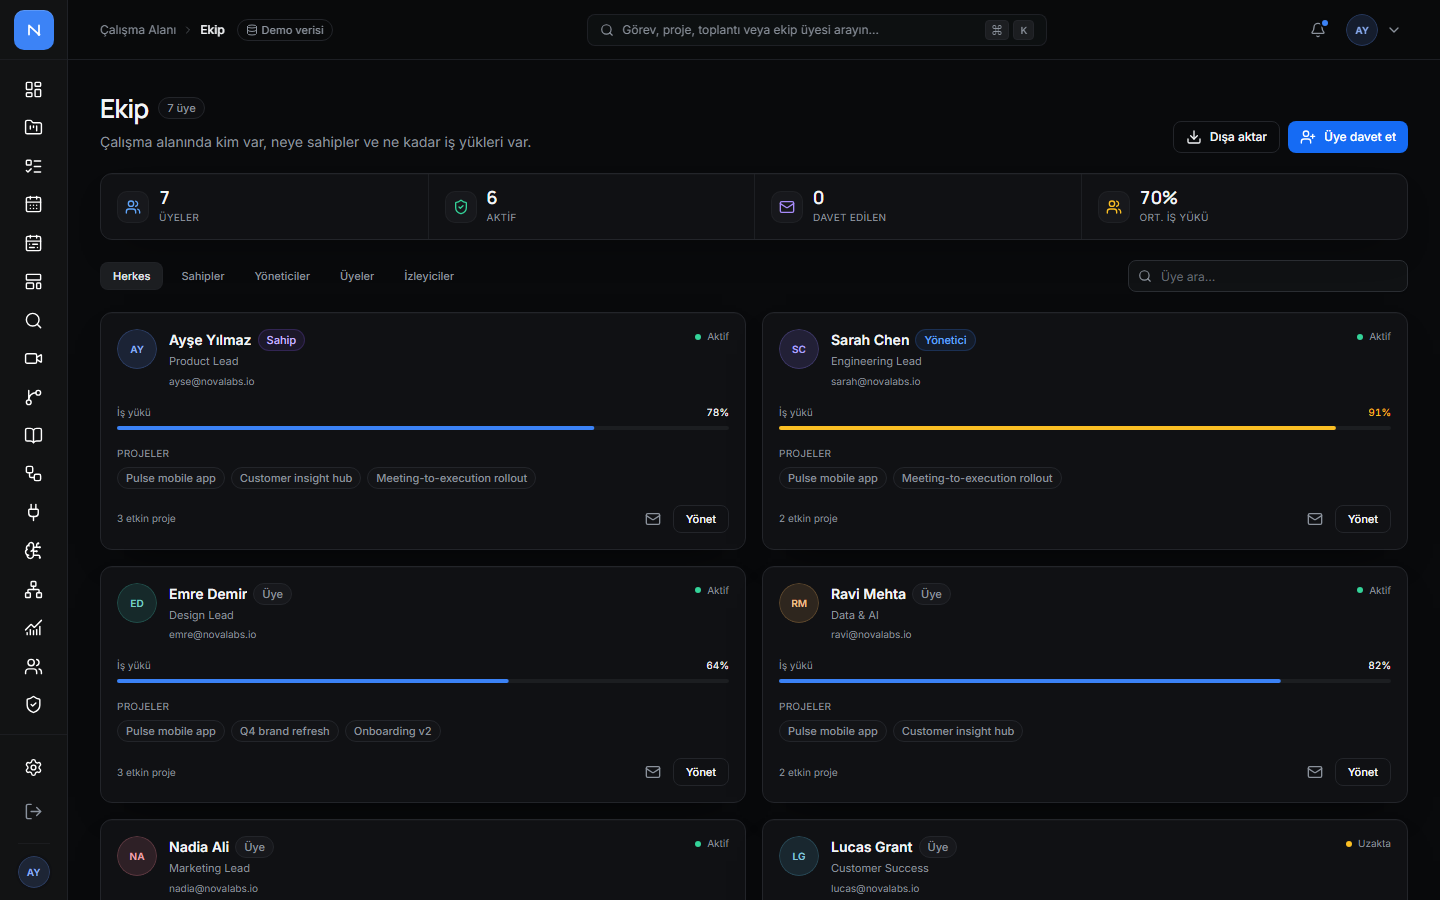 N
Çalışma Alanı
Ekip
Demo verisi
Görev, proje, toplantı veya ekip üyesi arayın...
⌘ K
AY
Ekip
7 üye
Çalışma alanında kim var, neye sahipler ve ne kadar iş yükleri var.
Dışa aktar
Üye davet et
7
ÜYELER
6
AKTİF
0
DAVET EDİLEN
70%
ORT. İŞ YÜKÜ
Herkes
Sahipler
Yöneticiler
Üyeler
İzleyiciler
Üye ara...
AY
Ayşe Yılmaz
Sahip
Aktif
Product Lead
ayse@novalabs.io
İş yükü
78%
PROJELER
Pulse mobile app
Customer insight hub
Meeting-to-execution rollout
3 etkin proje
Yönet
SC
Sarah Chen
Yönetici
Aktif
Engineering Lead
sarah@novalabs.io
İş yükü
91%
PROJELER
Pulse mobile app
Meeting-to-execution rollout
2 etkin proje
Yönet
ED
Emre Demir
Üye
Aktif
Design Lead
emre@novalabs.io
İş yükü
64%
PROJELER
Pulse mobile app
Q4 brand refresh
Onboarding v2
3 etkin proje
Yönet
RM
Ravi Mehta
Üye
Aktif
Data & AI
ravi@novalabs.io
İş yükü
82%
PROJELER
Pulse mobile app
Customer insight hub
2 etkin proje
Yönet
NA
Nadia Ali
Üye
Aktif
Marketing Lead
nadia@novalabs.io
LG
Lucas Grant
Üye
Uzakta
Customer Success
lucas@novalabs.io
AY